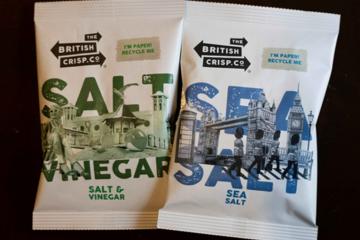 THE
BRITISH
CRISP.CO
I'M PAPER!
RECYCLE ME
SALT
VINEGAR
SALT &
VINEGAR
THE
BRITISH
CRISP.CO
I'M PAPER!
RECYCLE ME
SEA
SALT
SEA
SALT